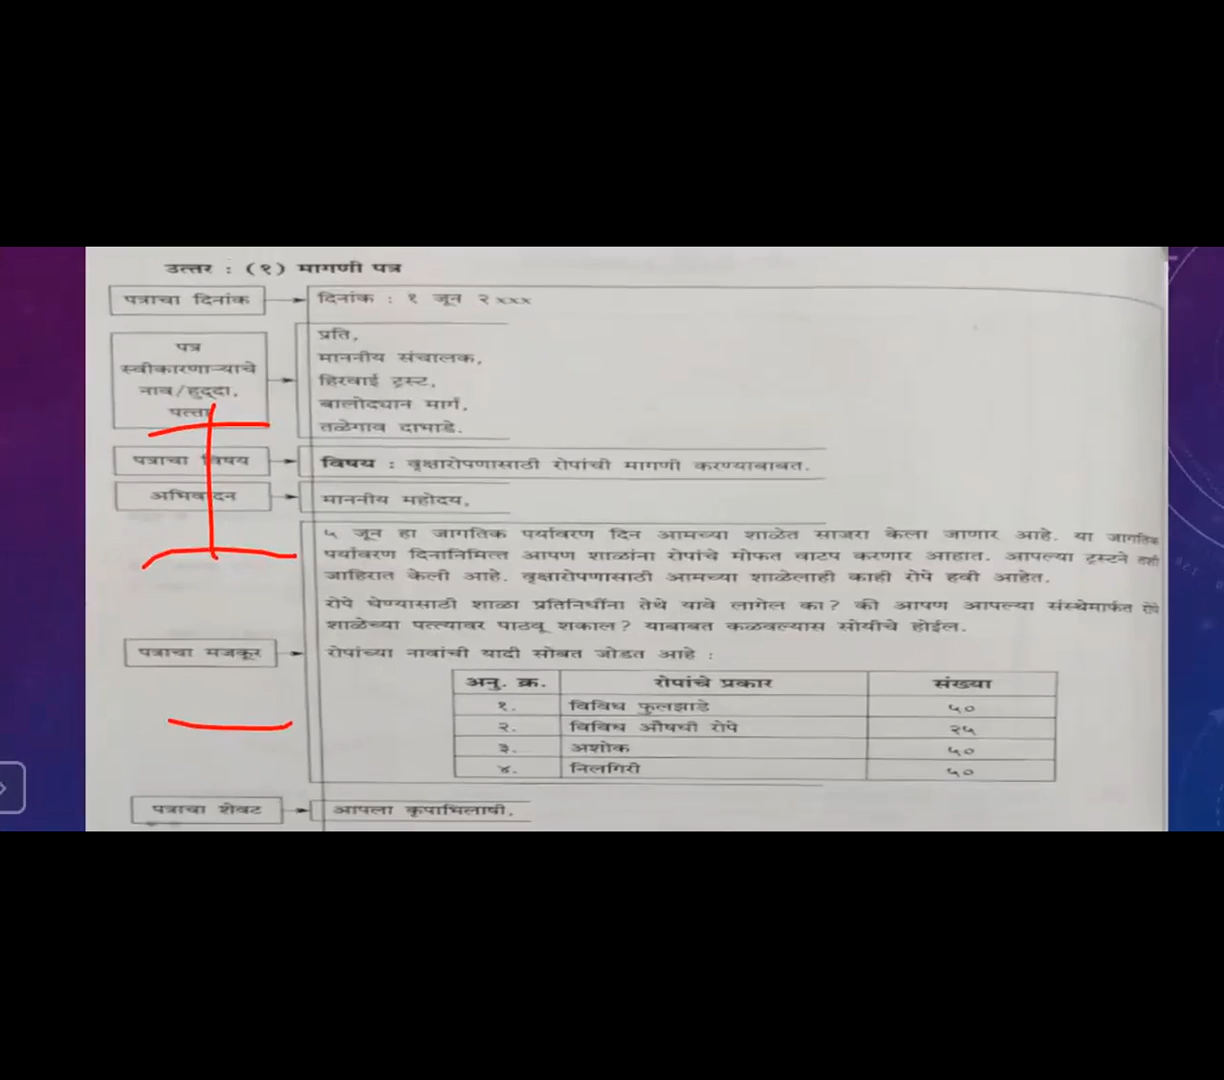 उत्तर : (१) मागणी पत्र
पत्राचा दिनांक
दिनांक : १ जून २xxx
पत्र
स्वीकारणाऱ्याचे
नाव/हुद्दा,
पत्ता
प्रति,
माननीय संचालक,
हिरवाई ट्रस्ट,
बालोद्यान मार्ग,
तळेगाव दाभाडे.
पत्राचा विषय
विषय : वृक्षारोपणासाठी रोपांची मागणी करण्याबाबत.
अभिवादन
माननीय महोदय,
५ जून हा जागतिक पर्यावरण दिन आमच्या शाळेत साजरा केला जाणार आहे. या जागतिक
पर्यावरण दिनानिमित्त आपण शाळांना रोपांचे मोफत वाटप करणार आहात. आपल्या ट्रस्टने तशी
जाहिरात केली आहे. वृक्षारोपणासाठी आमच्या शाळेलाही काही रोपे हवी आहेत.
रोपे घेण्यासाठी शाळा प्रतिनिधींना तेथे यावे लागेल का? की आपण आपल्या संस्थेमार्फत रोपे
शाळेच्या पत्त्यावर पाठवू शकाल? याबाबत कळवल्यास सोयीचे होईल.
पत्राचा मजकूर
रोपांच्या नावांची यादी सोबत जोडत आहे :
अनु. क्र. रोपांचे प्रकार संख्या
१. विविध फुलझाडे ५०
२. विविध औषधी रोपे २५
३. अशोक ५०
४. निलगिरी ५०
पत्राचा शेवट
आपला कृपाभिलाषी,